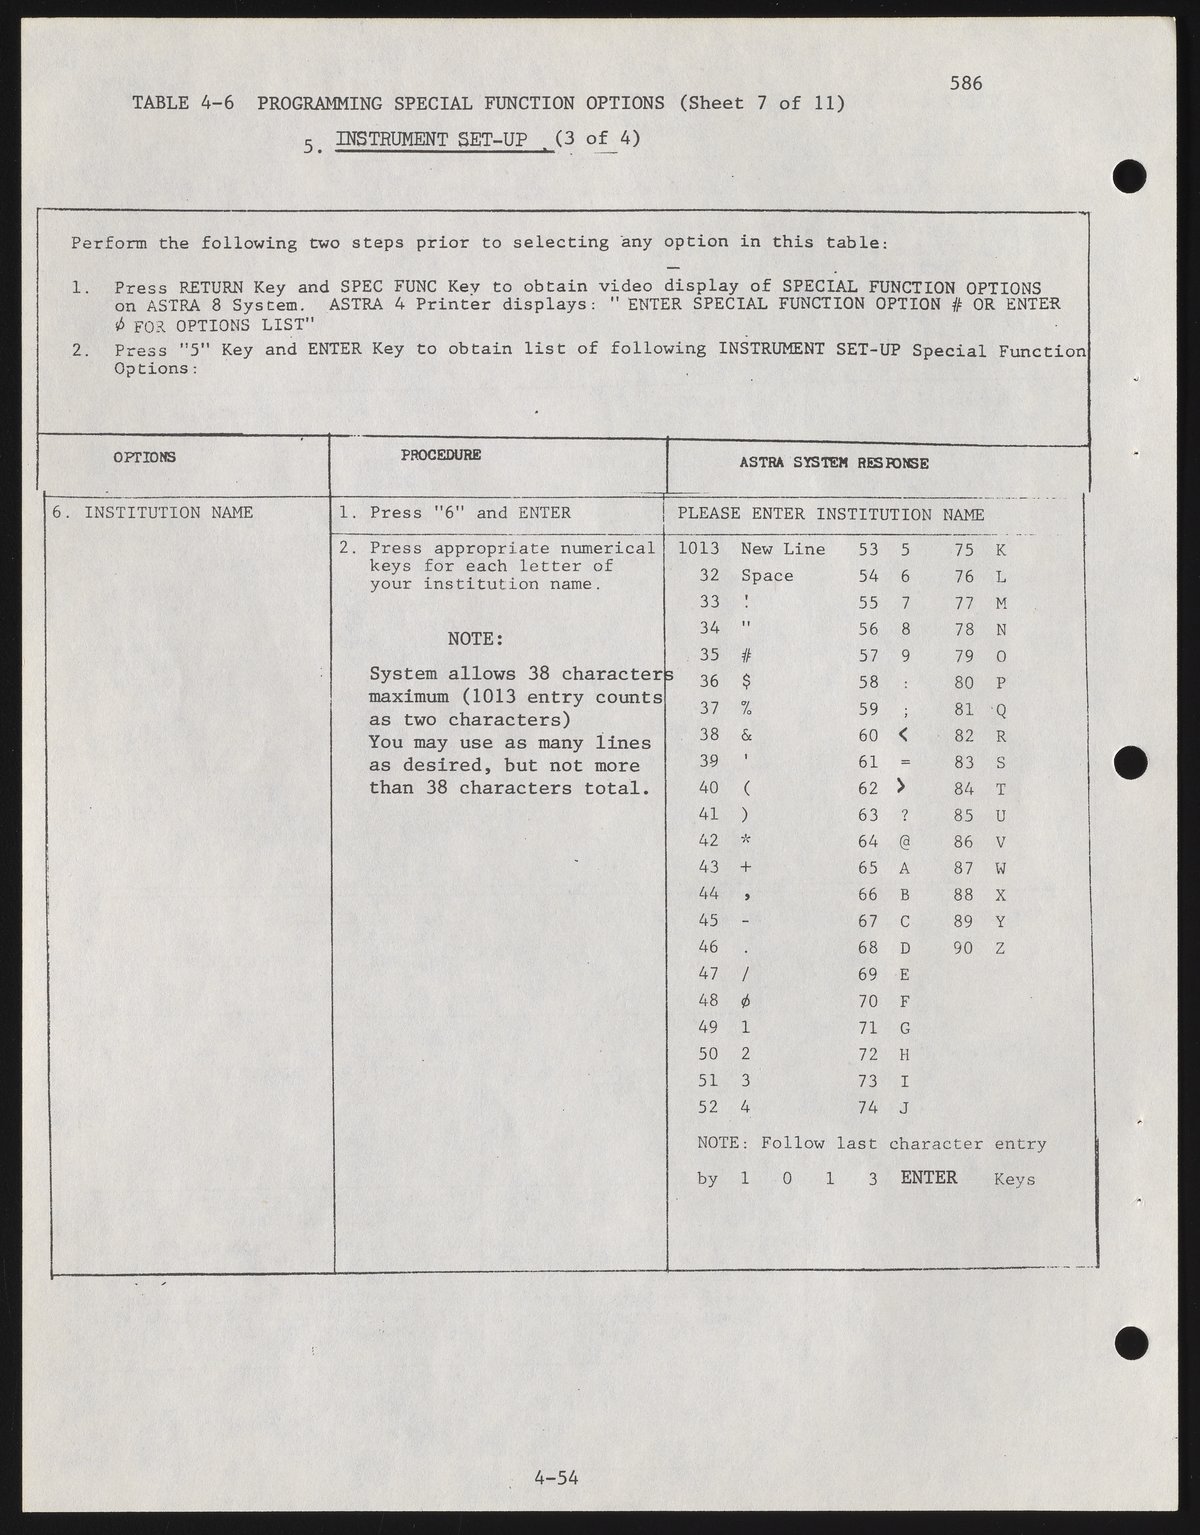 586
TABLE 4-6 PROGRAMMING SPECIAL FUNCTION OPTIONS (Sheet 7 of 11)
5. INSTRUMENT SET-UP (3 of 4)
Perform the following two steps prior to selecting any option in this table:
1. Press RETURN Key and SPEC FUNC Key to obtain video display of SPECIAL FUNCTION OPTIONS
on ASTRA 8 System. ASTRA 4 Printer displays: " ENTER SPECIAL FUNCTION OPTION # OR ENTER
∅ FOR OPTIONS LIST"
2. Press "5" Key and ENTER Key to obtain list of following INSTRUMENT SET-UP Special Function
Options:
OPTIONS PROCEDURE ASTRA SYSTEM RESPONSE
6. INSTITUTION NAME
1. Press "6" and ENTER
2. Press appropriate numerical
keys for each letter of
your institution name.
NOTE:
System allows 38 characters
maximum (1013 entry counts
as two characters)
You may use as many lines
as desired, but not more
than 38 characters total.
PLEASE ENTER INSTITUTION NAME
1013 New Line 53 5 75 K
32 Space 54 6 76 L
33 ! 55 7 77 M
34 " 56 8 78 N
35 # 57 9 79 O
36 $ 58 : 80 P
37 % 59 ; 81 Q
38 & 60 < 82 R
39 ' 61 = 83 S
40 ( 62 > 84 T
41 ) 63 ? 85 U
42 * 64 @ 86 V
43 + 65 A 87 W
44 , 66 B 88 X
45 - 67 C 89 Y
46 . 68 D 90 Z
47 / 69 E
48 ∅ 70 F
49 1 71 G
50 2 72 H
51 3 73 I
52 4 74 J
NOTE: Follow last character entry
by 1 0 1 3 ENTER Keys
4-54